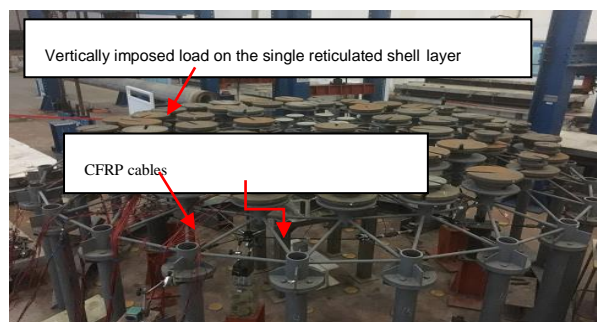 Vertically imposed load on the single reticulated shell layer
CFRP cables